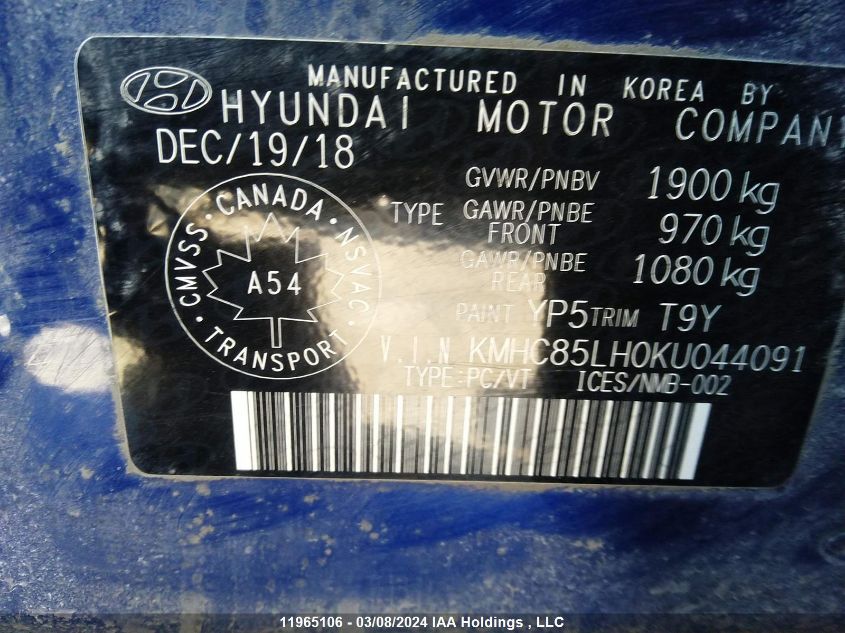 MANUFACTURED IN KOREA BY
HYUNDAI MOTOR COMPANY
DEC/19/18
GVWR/PNBV 1900 kg
TYPE GAWR/PNBE FRONT 970 kg
GAWR/PNBE REAR 1080 kg
CMVSS · CANADA · NSVAC · TRANSPORT ·
A54
PAINT YP5 TRIM T9Y
V.I.N KMHC85LH0KU044091
TYPE:PC/VT ICES/NMB-002
11965106 - 03/08/2024 IAA Holdings , LLC